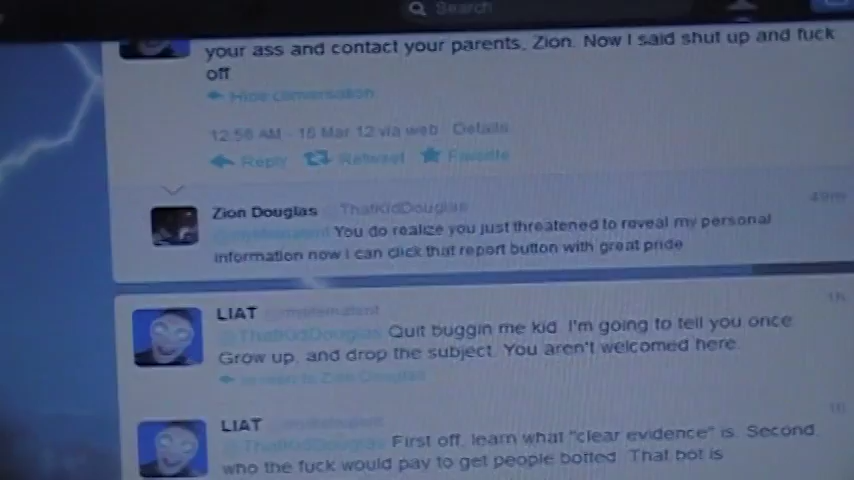 Search
your ass and contact your parents, Zion. Now I said shut up and fuck
off
Hide conversation
12:56 AM - 16 Mar 12 via web · Details
Reply Retweet Favorite
Zion Douglas @ThatKidDouglas 49m
You do realize you just threatened to reveal my personal
information now i can click that report button with great pride
LIAT 1h
@ThatKidDouglas Quit buggin me kid. I'm going to tell you once.
Grow up, and drop the subject. You aren't welcomed here.
In reply to Zion Douglas
LIAT
@ThatKidDouglas First off, learn what "clear evidence" is. Second,
who the fuck would pay to get people botted. That bot is